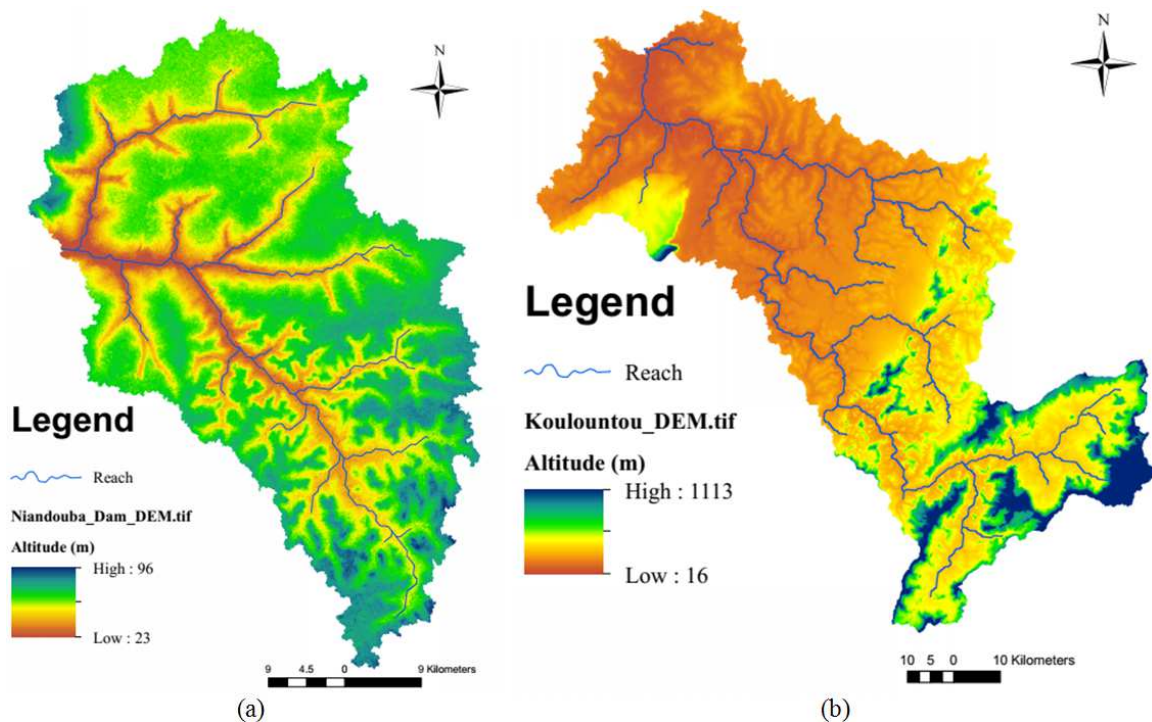 N
Legend
Reach
Niandouba_Dam_DEM.tif
Altitude (m)
High : 96
Low : 23
9 4.5 0 9 Kilometers
(a)
N
Legend
Reach
Koulountou_DEM.tif
Altitude (m)
High : 1113
Low : 16
10 5 0 10 Kilometers
(b)